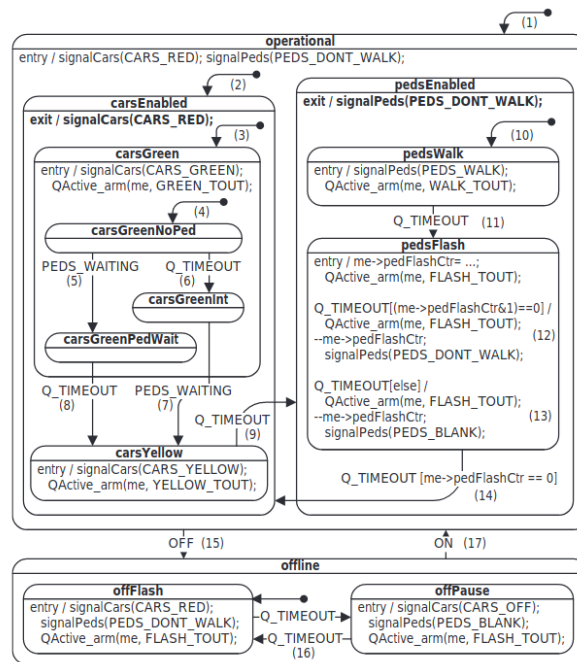 (1)
operational
entry / signalCars(CARS_RED); signalPeds(PEDS_DONT_WALK);
(2)
carsEnabled
exit / signalCars(CARS_RED);
(3)
carsGreen
entry / signalCars(CARS_GREEN);
QActive_arm(me, GREEN_TOUT);
(4)
carsGreenNoPed
PEDS_WAITING
(5)
Q_TIMEOUT
(6)
carsGreenInt
carsGreenPedWait
Q_TIMEOUT
(8)
PEDS_WAITING
(7)
Q_TIMEOUT
(9)
carsYellow
entry / signalCars(CARS_YELLOW);
QActive_arm(me, YELLOW_TOUT);
pedsEnabled
exit / signalPeds(PEDS_DONT_WALK);
(10)
pedsWalk
entry / signalPeds(PEDS_WALK);
QActive_arm(me, WALK_TOUT);
Q_TIMEOUT
(11)
pedsFlash
entry / me->pedFlashCtr= ...;
QActive_arm(me, FLASH_TOUT);
Q_TIMEOUT[(me->pedFlashCtr&1)==0] /
QActive_arm(me, FLASH_TOUT);
(12)
--me->pedFlashCtr;
signalPeds(PEDS_DONT_WALK);
Q_TIMEOUT[else] /
QActive_arm(me, FLASH_TOUT);
--me->pedFlashCtr;
(13)
signalPeds(PEDS_BLANK);
Q_TIMEOUT [me->pedFlashCtr == 0]
(14)
OFF (15)
ON (17)
offline
offFlash
entry / signalCars(CARS_RED);
signalPeds(PEDS_DONT_WALK);
QActive_arm(me, FLASH_TOUT);
Q_TIMEOUT
Q_TIMEOUT
(16)
offPause
entry / signalCars(CARS_OFF);
signalPeds(PEDS_BLANK);
QActive_arm(me, FLASH_TOUT);